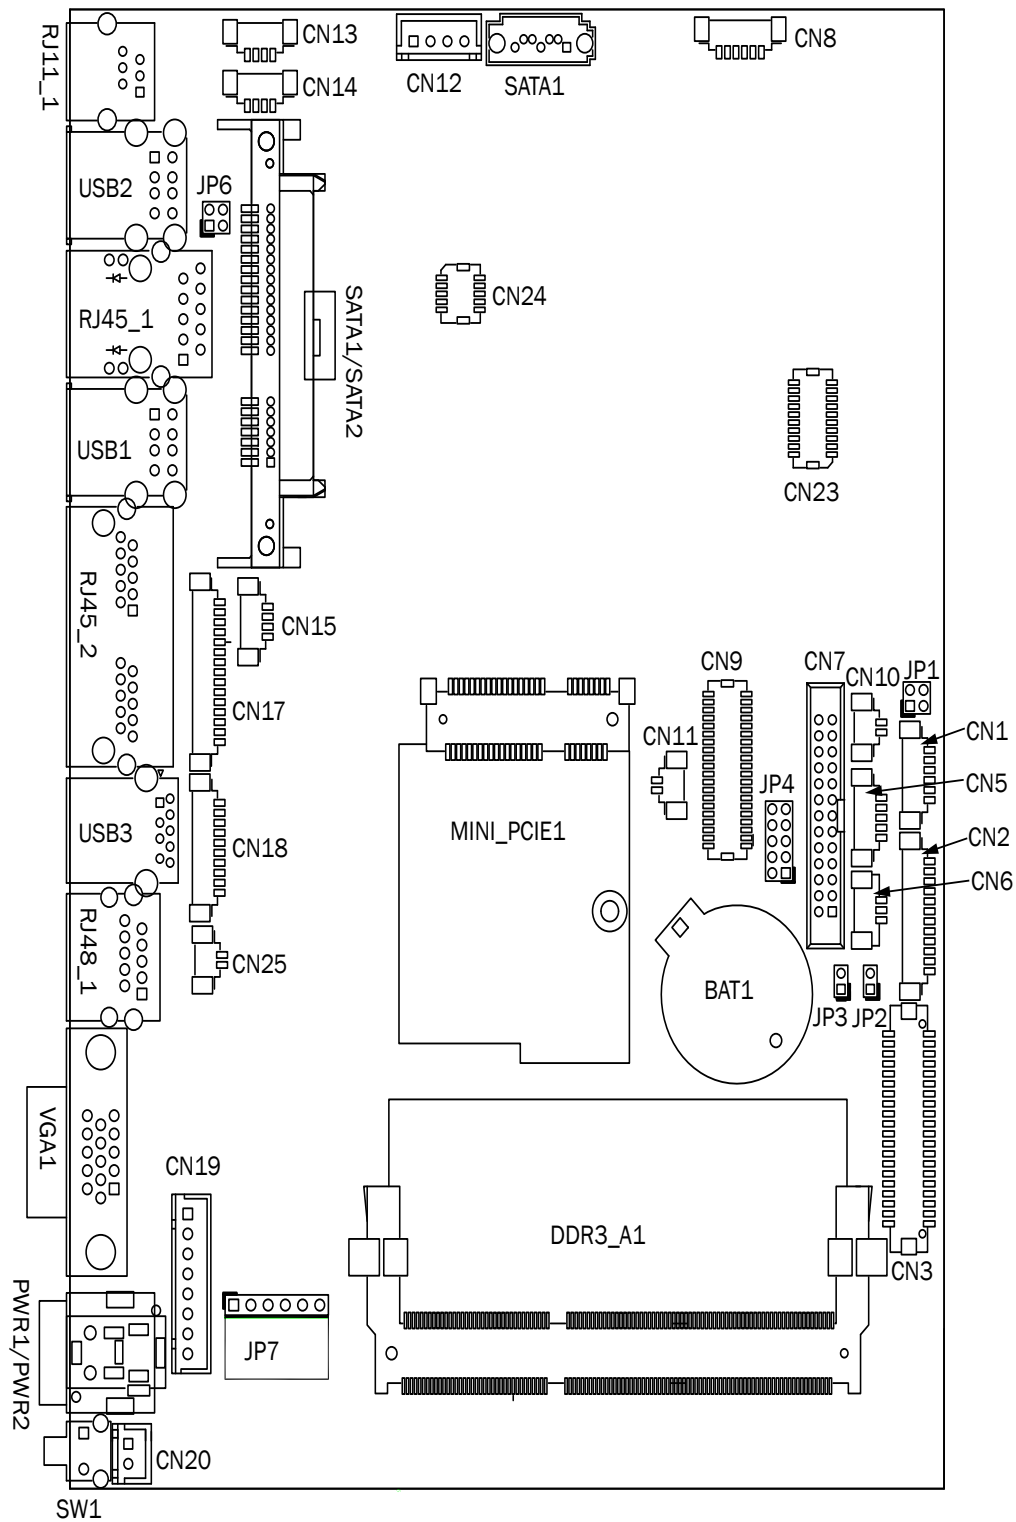 RJ11_1
CN13
CN14
CN12
SATA1
CN8
USB2
JP6
RJ45_1
SATA1/SATA2
CN24
USB1
CN23
RJ45_2
CN15
CN17
CN9
CN7
CN10
JP1
CN1
CN11
JP4
CN5
USB3
CN18
MINI_PCIE1
CN2
CN6
RJ48_1
CN25
BAT1
JP3
JP2
VGA1
CN19
DDR3_A1
CN3
PWR1/PWR2
JP7
CN20
SW1